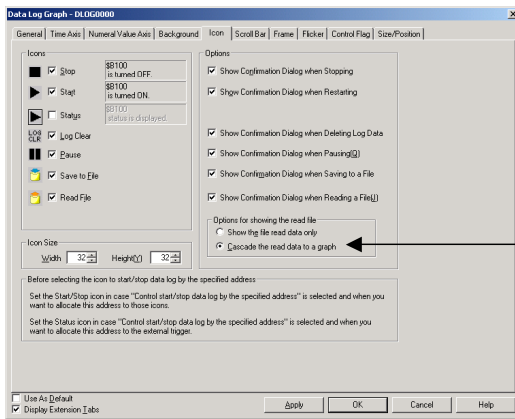 Data Log Graph - DLOG0000
General Time Axis Numeral Value Axis Background Icon Scroll Bar Frame Flicker Control Flag Size/Position
Icons
Stop
$B100
is turned OFF.
Start
$B100
is turned ON.
Status
$B100
status is displayed.
LOG
CLR
Log Clear
Pause
Save to File
Read File
Icon Size
Width 32 Height(Y) 32
Options
Show Confirmation Dialog when Stopping
Show Confirmation Dialog when Restarting
Show Confirmation Dialog when Deleting Log Data
Show Confirmation Dialog when Pausing(Q)
Show Confirmation Dialog when Saving to a File
Show Confirmation Dialog when Reading a File(J)
Options for showing the read file
Show the file read data only
Cascade the read data to a graph
Before selecting the icon to start/stop data log by the specified address
Set the Start/Stop icon in case "Control start/stop data log by the specified address" is selected and when you
want to allocate this address to those icons.
Set the Status icon in case "Control start/stop data log by the specified address" is selected and when you
want to allocate this address to the external trigger.
Use As Default
Display Extension Tabs
Apply OK Cancel Help